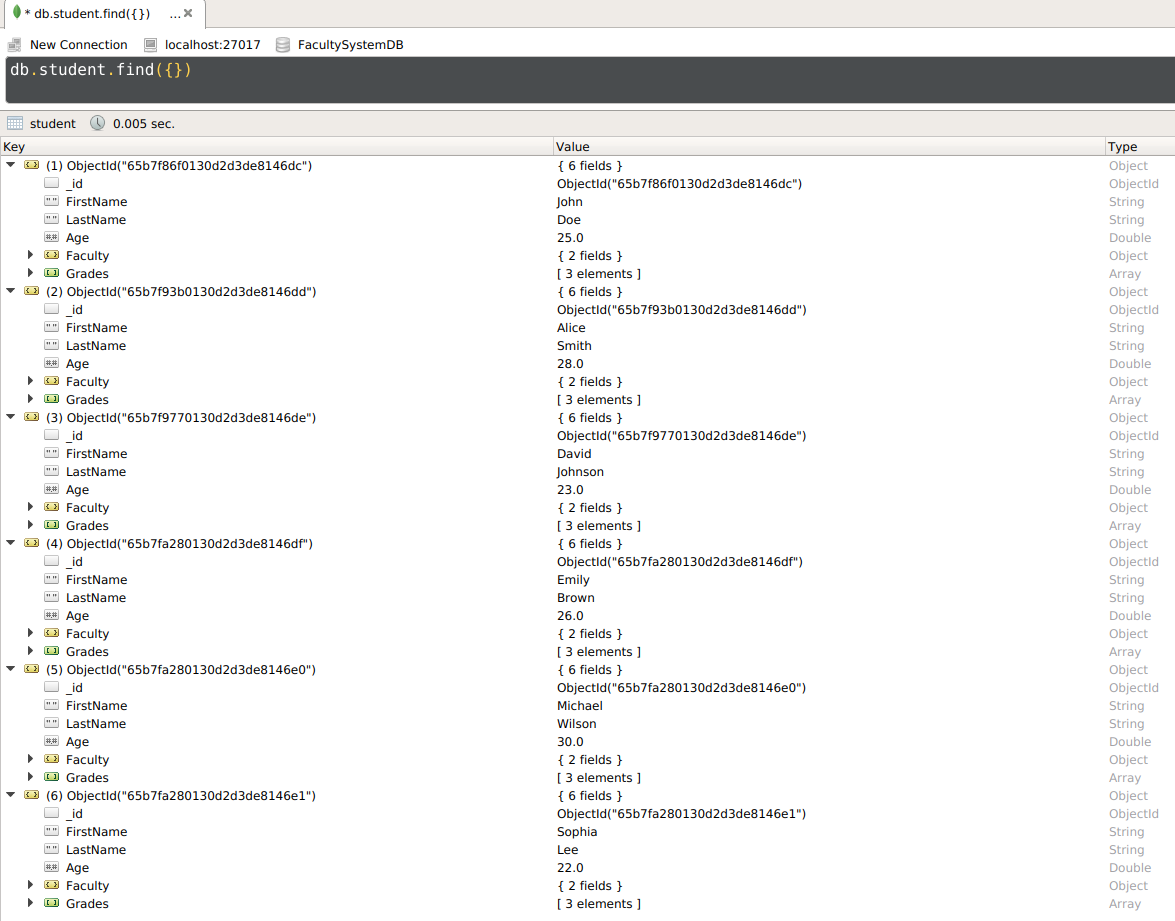 * db.student.find({}) ...
New Connection localhost:27017 FacultySystemDB
db.student.find({})
student 0.005 sec.
Key Value Type
(1) ObjectId("65b7f86f0130d2d3de8146dc") { 6 fields } Object
_id ObjectId("65b7f86f0130d2d3de8146dc") ObjectId
"" FirstName John String
"" LastName Doe String
## Age 25.0 Double
Faculty { 2 fields } Object
Grades [ 3 elements ] Array
(2) ObjectId("65b7f93b0130d2d3de8146dd") { 6 fields } Object
_id ObjectId("65b7f93b0130d2d3de8146dd") ObjectId
"" FirstName Alice String
"" LastName Smith String
## Age 28.0 Double
Faculty { 2 fields } Object
Grades [ 3 elements ] Array
(3) ObjectId("65b7f9770130d2d3de8146de") { 6 fields } Object
_id ObjectId("65b7f9770130d2d3de8146de") ObjectId
"" FirstName David String
"" LastName Johnson String
## Age 23.0 Double
Faculty { 2 fields } Object
Grades [ 3 elements ] Array
(4) ObjectId("65b7fa280130d2d3de8146df") { 6 fields } Object
_id ObjectId("65b7fa280130d2d3de8146df") ObjectId
"" FirstName Emily String
"" LastName Brown String
## Age 26.0 Double
Faculty { 2 fields } Object
Grades [ 3 elements ] Array
(5) ObjectId("65b7fa280130d2d3de8146e0") { 6 fields } Object
_id ObjectId("65b7fa280130d2d3de8146e0") ObjectId
"" FirstName Michael String
"" LastName Wilson String
## Age 30.0 Double
Faculty { 2 fields } Object
Grades [ 3 elements ] Array
(6) ObjectId("65b7fa280130d2d3de8146e1") { 6 fields } Object
_id ObjectId("65b7fa280130d2d3de8146e1") ObjectId
"" FirstName Sophia String
"" LastName Lee String
## Age 22.0 Double
Faculty { 2 fields } Object
Grades [ 3 elements ] Array